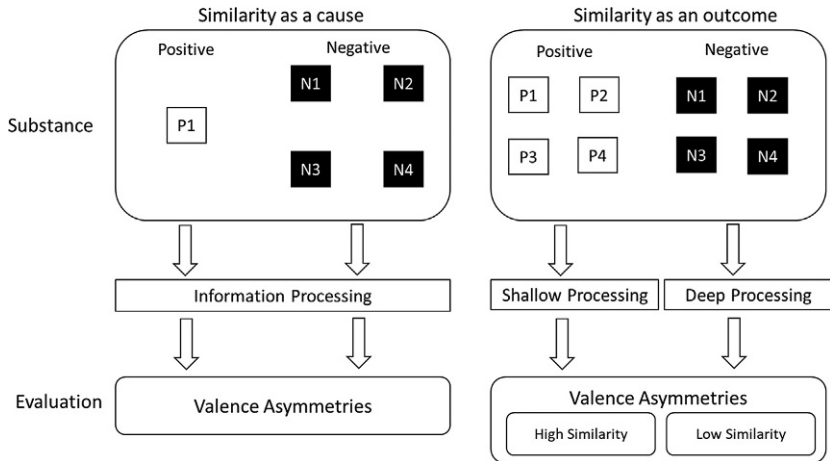 Similarity as a cause
Similarity as an outcome
Positive
Negative
Positive
Negative
Substance
P1
N1
N2
N3
N4
P1
P2
P3
P4
N1
N2
N3
N4
Information Processing
Shallow Processing
Deep Processing
Evaluation
Valence Asymmetries
Valence Asymmetries
High Similarity
Low Similarity